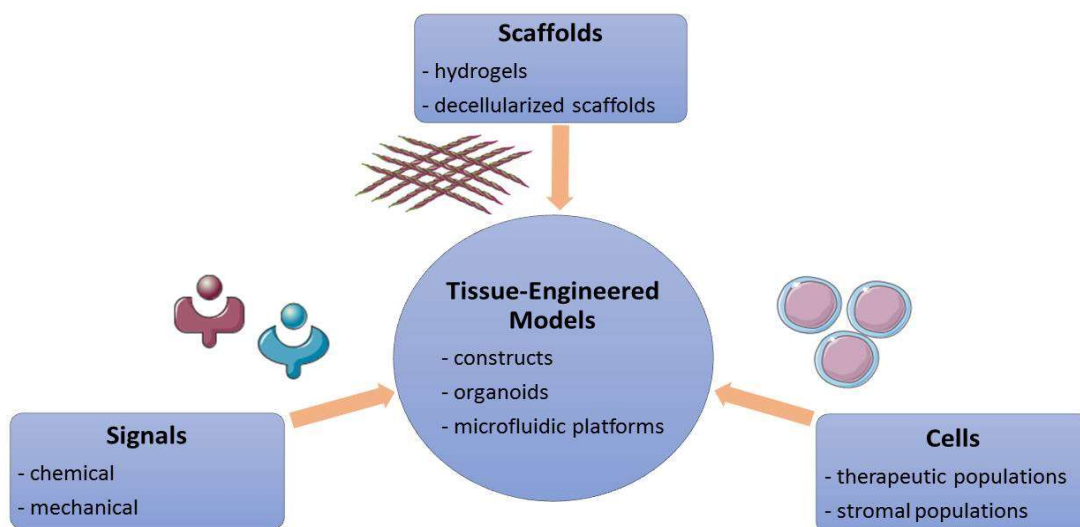 Scaffolds
- hydrogels
- decellularized scaffolds
Tissue-Engineered
Models
- constructs
- organoids
- microfluidic platforms
Signals
- chemical
- mechanical
Cells
- therapeutic populations
- stromal populations